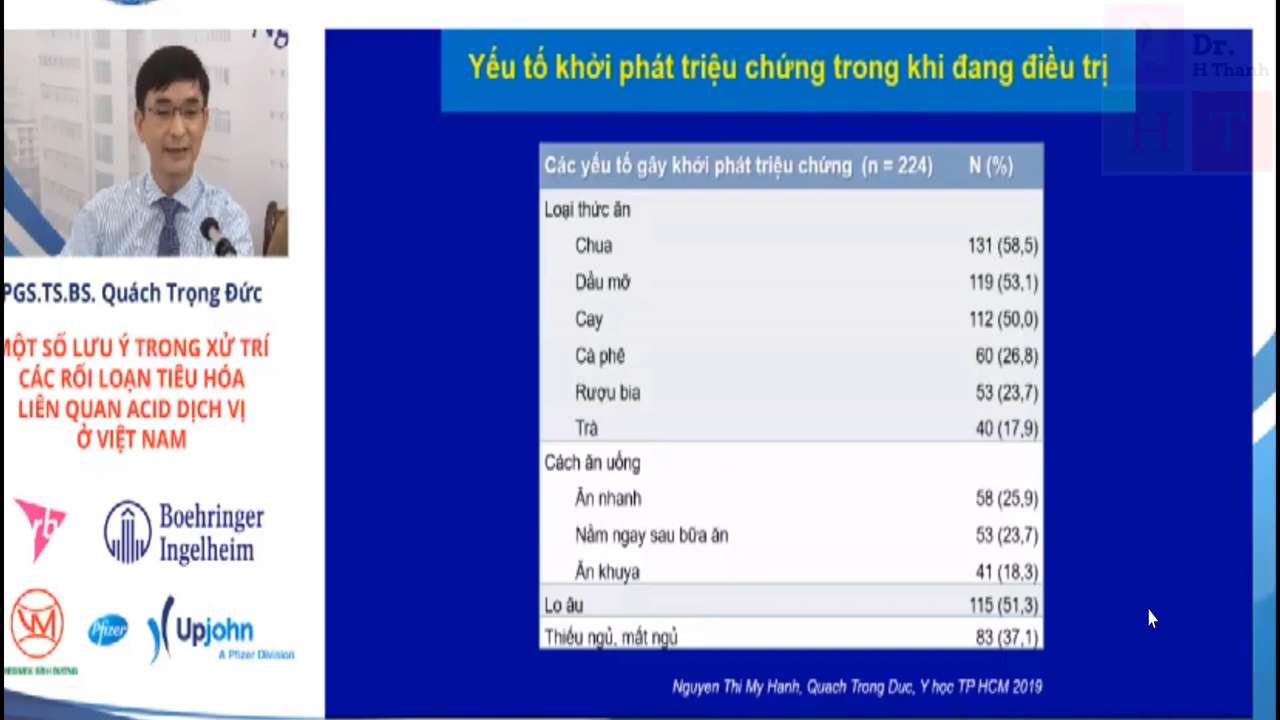 Ng
PGS.TS.BS. Quách Trọng Đức
MỘT SỐ LƯU Ý TRONG XỬ TRÍ
CÁC RỐI LOẠN TIÊU HÓA
LIÊN QUAN ACID DỊCH VỊ
Ở VIỆT NAM
rb
Boehringer
Ingelheim
Pfizer
Upjohn
A Pfizer Division
Yếu tố khởi phát triệu chứng trong khi đang điều trị
Dr.
H Thanh
H T
Các yếu tố gây khởi phát triệu chứng (n = 224) N (%)
Loại thức ăn
Chua 131 (58,5)
Dầu mỡ 119 (53,1)
Cay 112 (50,0)
Cà phê 60 (26,8)
Rượu bia 53 (23,7)
Trà 40 (17,9)
Cách ăn uống
Ăn nhanh 58 (25,9)
Nằm ngay sau bữa ăn 53 (23,7)
Ăn khuya 41 (18,3)
Lo âu 115 (51,3)
Thiếu ngủ, mất ngủ 83 (37,1)
Nguyen Thi My Hanh, Quach Trong Duc, Y học TP HCM 2019